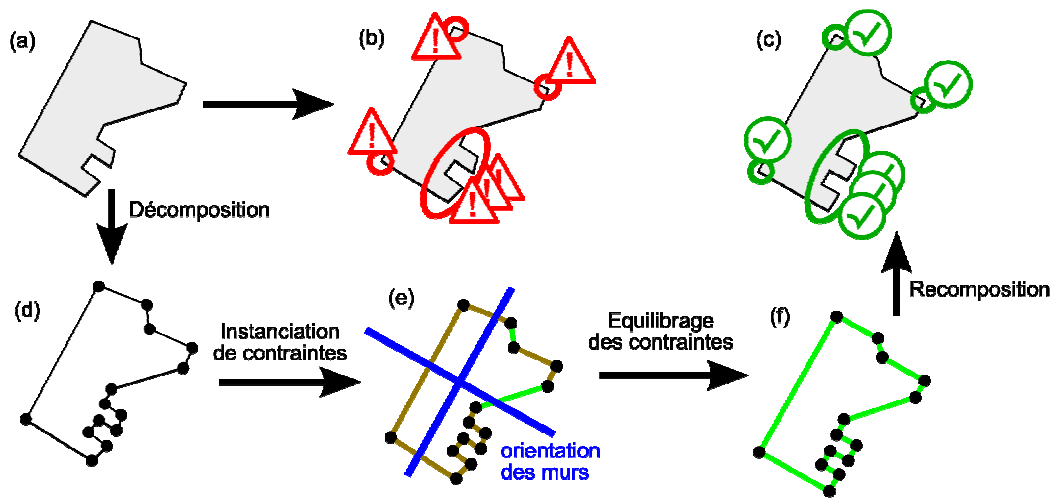 (a)
(b)
(c)
Décomposition
(d)
Instanciation
de contraintes
(e)
orientation
des murs
Equilibrage
des contraintes
(f)
Recomposition